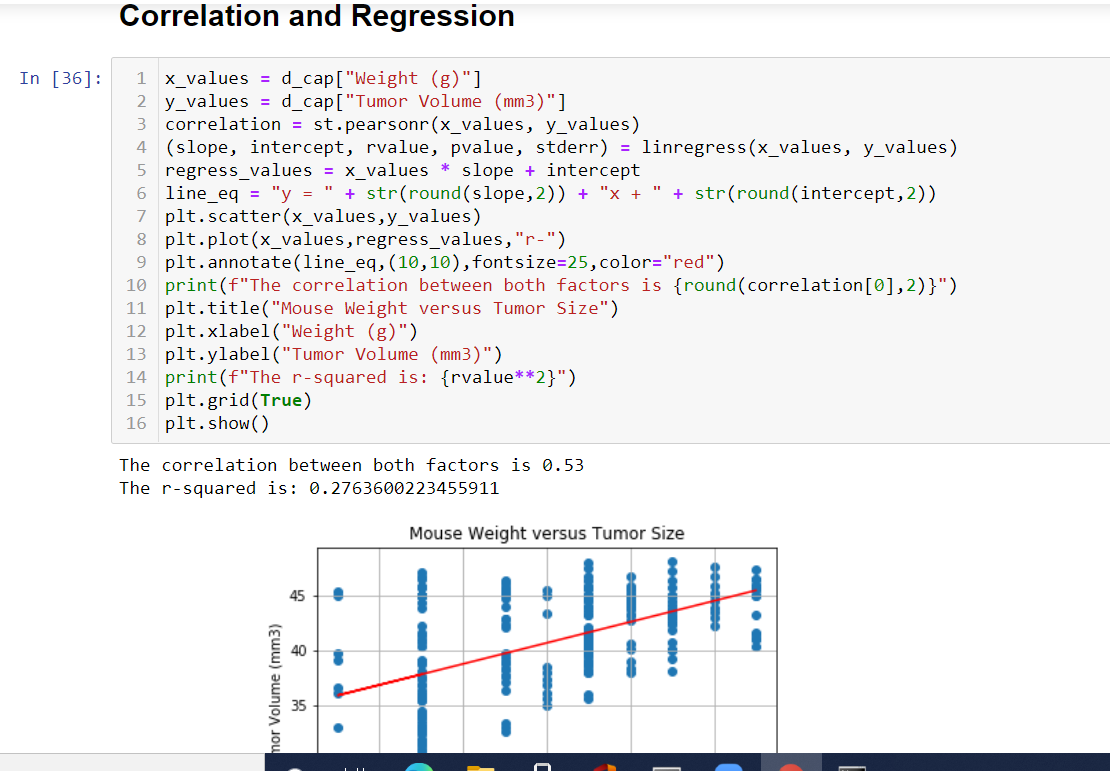 Correlation and Regression
In [36]:
1 x_values = d_cap["Weight (g)"]
2 y_values = d_cap["Tumor Volume (mm3)"]
3 correlation = st.pearsonr(x_values, y_values)
4 (slope, intercept, rvalue, pvalue, stderr) = linregress(x_values, y_values)
5 regress_values = x_values * slope + intercept
6 line_eq = "y = " + str(round(slope,2)) + "x + " + str(round(intercept,2))
7 plt.scatter(x_values,y_values)
8 plt.plot(x_values,regress_values,"r-")
9 plt.annotate(line_eq,(10,10),fontsize=25,color="red")
10 print(f"The correlation between both factors is {round(correlation[0],2)}")
11 plt.title("Mouse Weight versus Tumor Size")
12 plt.xlabel("Weight (g)")
13 plt.ylabel("Tumor Volume (mm3)")
14 print(f"The r-squared is: {rvalue**2}")
15 plt.grid(True)
16 plt.show()
The correlation between both factors is 0.53
The r-squared is: 0.2763600223455911
Mouse Weight versus Tumor Size
45
40
35
mor Volume (mm3)